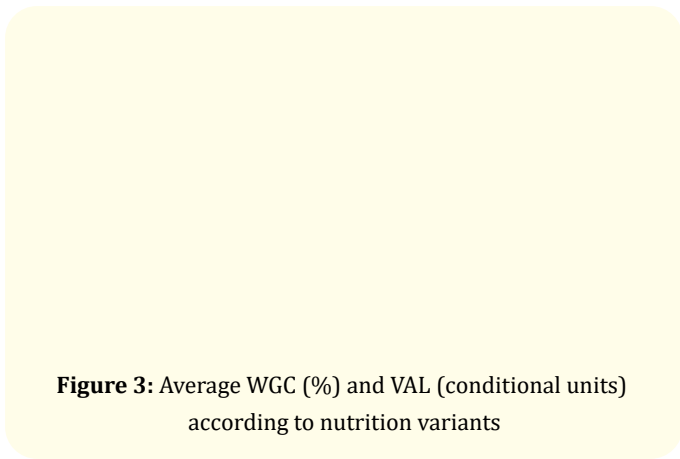 Figure 3: Average WGC (%) and VAL (conditional units)
according to nutrition variants